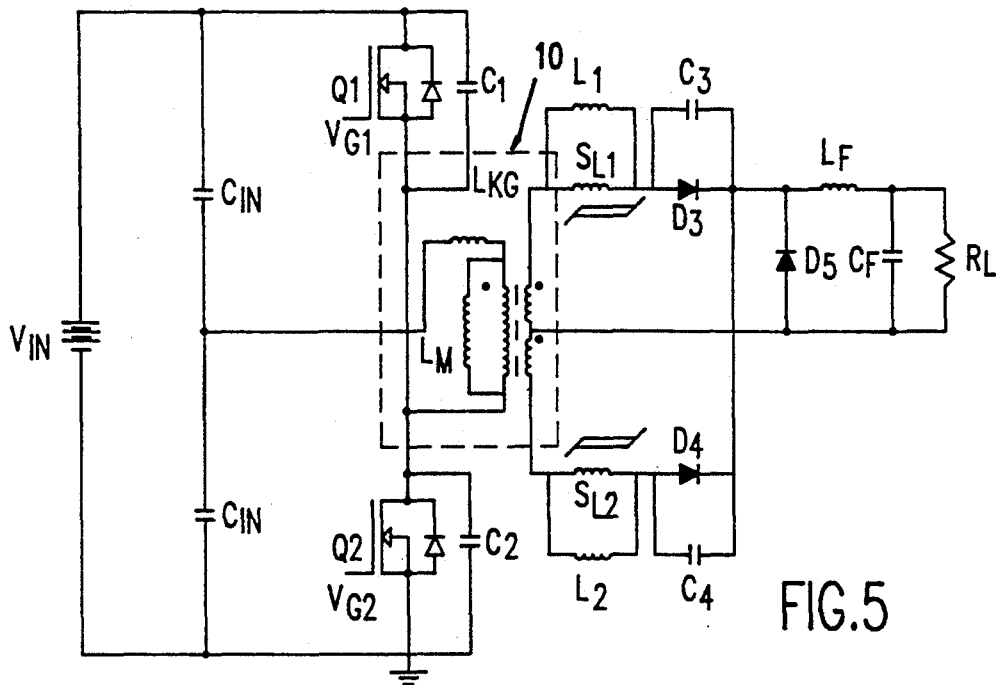 10
L1
C3
Q1
C1
VG1
LKG
SL1
D3
LF
CIN
D5
CF
RL
VIN
LM
D4
CIN
SL2
Q2
C2
VG2
L2
C4
FIG.5